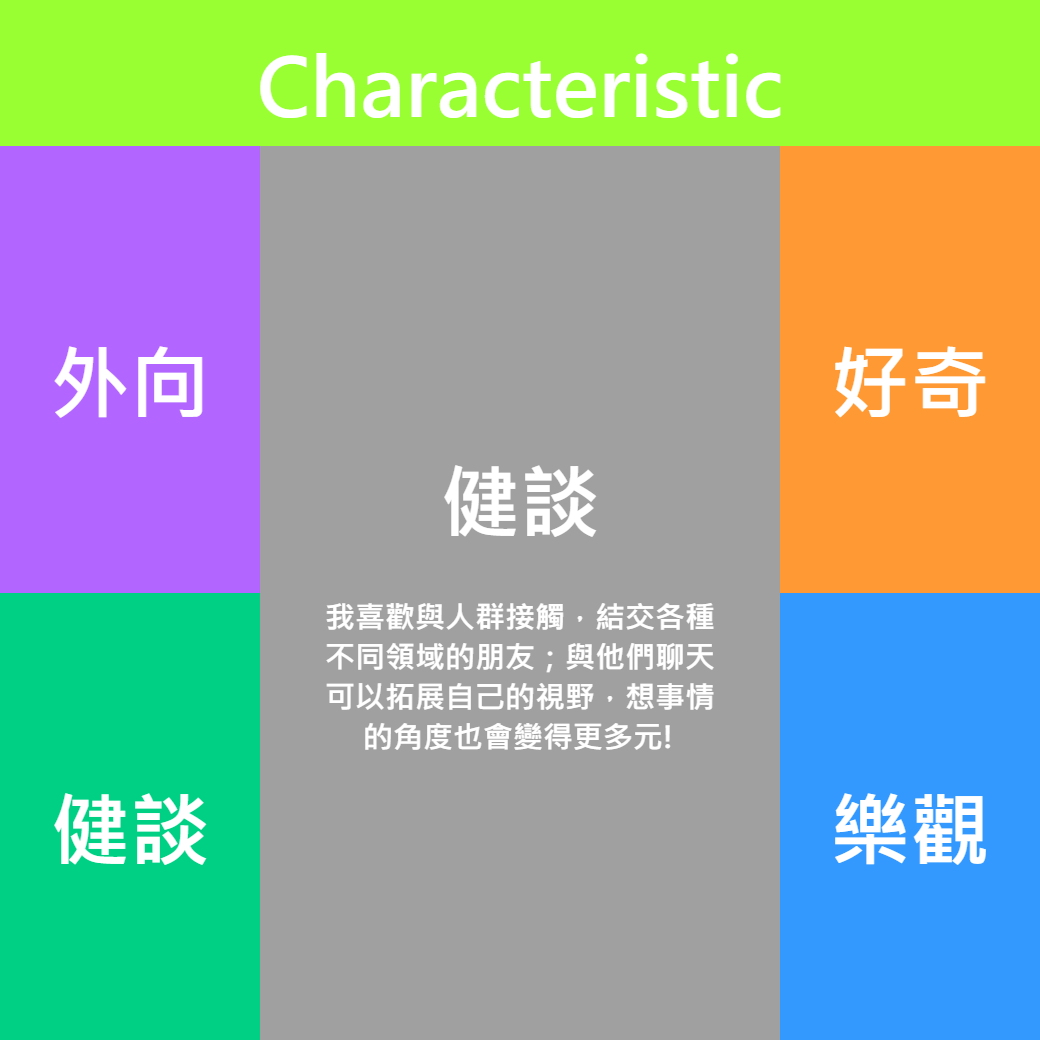 Characteristic
外向
健談
健談
我喜歡與人群接觸，結交各種
不同領域的朋友；與他們聊天
可以拓展自己的視野，想事情
的角度也會變得更多元!
好奇
樂觀